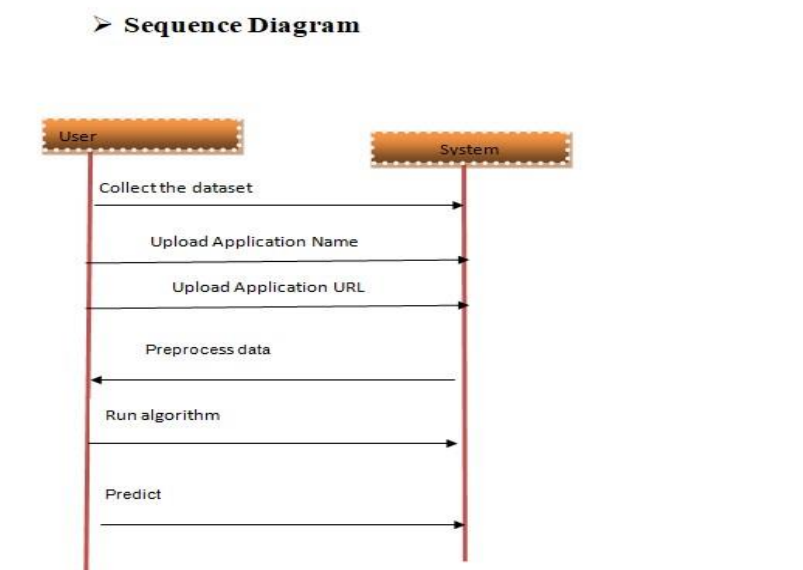 ➢ Sequence Diagram
User
System
Collect the dataset
Upload Application Name
Upload Application URL
Preprocess data
Run algorithm
Predict